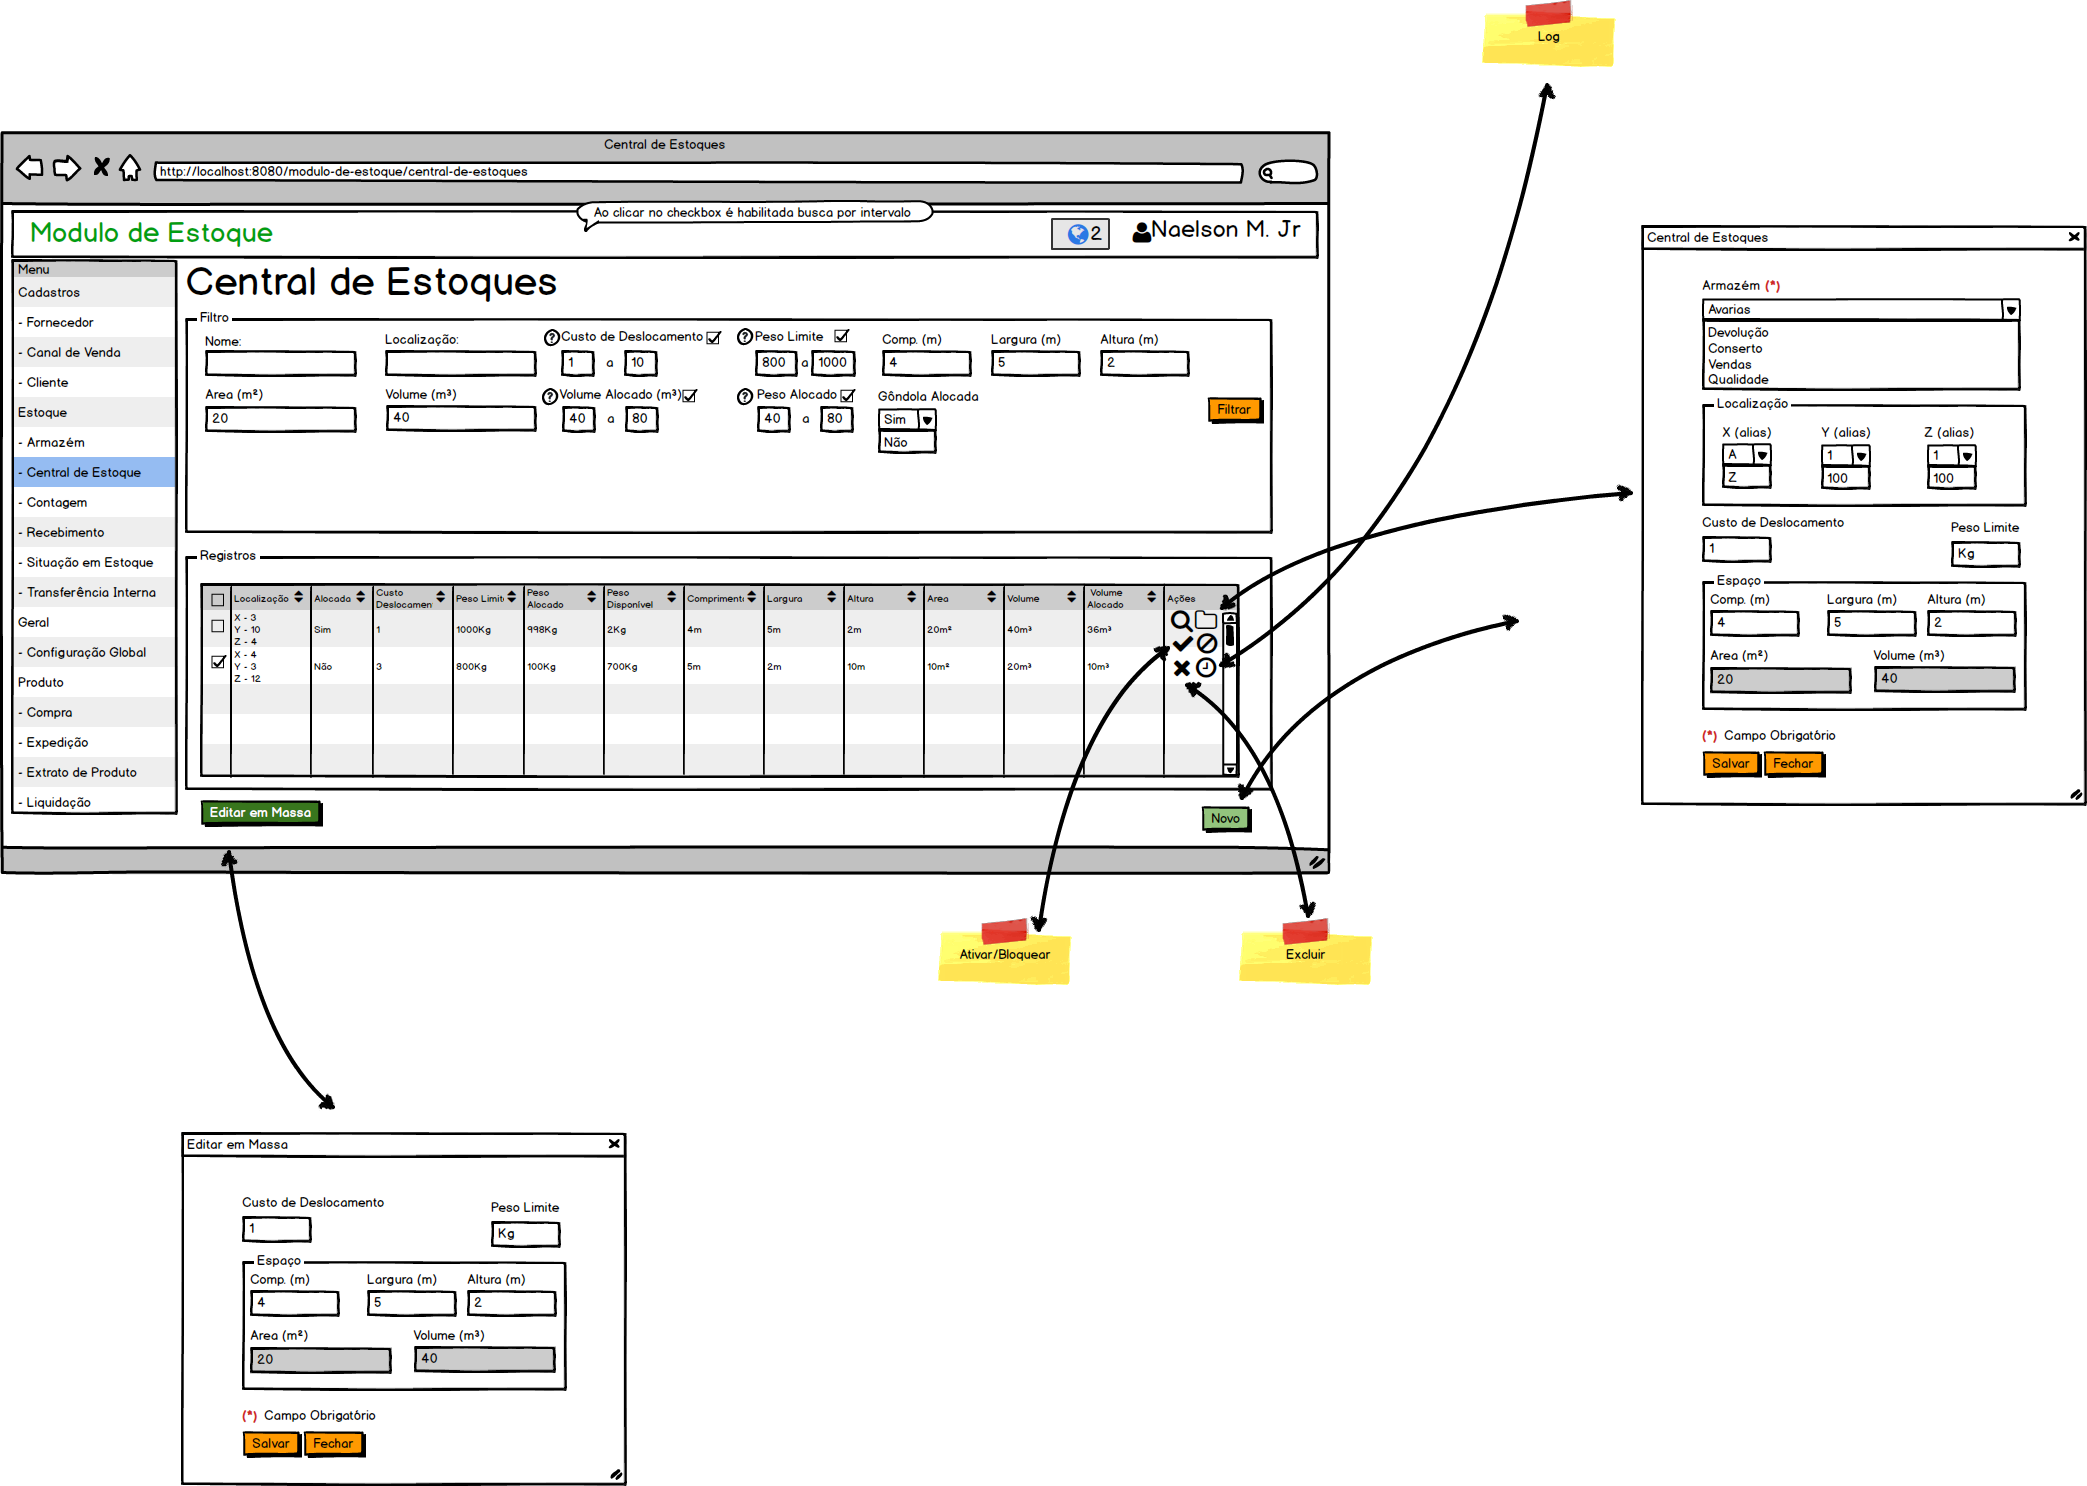 Log
Central de Estoques
http://localhost:8080/modulo-de-estoque/central-de-estoques
Ao clicar no checkbox é habilitada busca por intervalo
Modulo de Estoque
2
Naelson M. Jr
Menu
Cadastros
- Fornecedor
- Canal de Venda
- Cliente
Estoque
- Armazém
- Central de Estoque
- Contagem
- Recebimento
- Situação em Estoque
- Transferência Interna
Geral
- Configuração Global
Produto
- Compra
- Expedição
- Extrato de Produto
- Liquidação
Central de Estoques
Filtro
Nome: Localização: Custo de Deslocamento Peso Limite Comp. (m) Largura (m) Altura (m)
1 a 10 800 a 1000 4 5 2
Area (m²) Volume (m³) Volume Alocado (m³) Peso Alocado Gôndola Alocada
20 40 40 a 80 40 a 80 Sim
Não
Filtrar
Registros
Localização Alocada Custo Deslocamen Peso Limit Peso Alocado Peso Disponível Comprimento Largura Altura Area Volume Volume Alocado Ações
X - 3
Y - 10 Sim 1 1000Kg 998Kg 2Kg 4m 5m 2m 20m² 40m³ 36m³
Z - 4
X - 4
Y - 3 Não 3 800Kg 100Kg 700Kg 5m 2m 10m 10m² 20m³ 10m³
Z - 12
Editar em Massa
Novo
Ativar/Bloquear
Excluir
Central de Estoques
Armazém (*)
Avarias
Devolução
Conserto
Vendas
Qualidade
Localização
X (alias) Y (alias) Z (alias)
A 1 1
Z 100 100
Custo de Deslocamento Peso Limite
1 Kg
Espaço
Comp. (m) Largura (m) Altura (m)
4 5 2
Area (m²) Volume (m³)
20 40
(*) Campo Obrigatório
Salvar Fechar
Editar em Massa
Custo de Deslocamento Peso Limite
1 Kg
Espaço
Comp. (m) Largura (m) Altura (m)
4 5 2
Area (m²) Volume (m³)
20 40
(*) Campo Obrigatório
Salvar Fechar